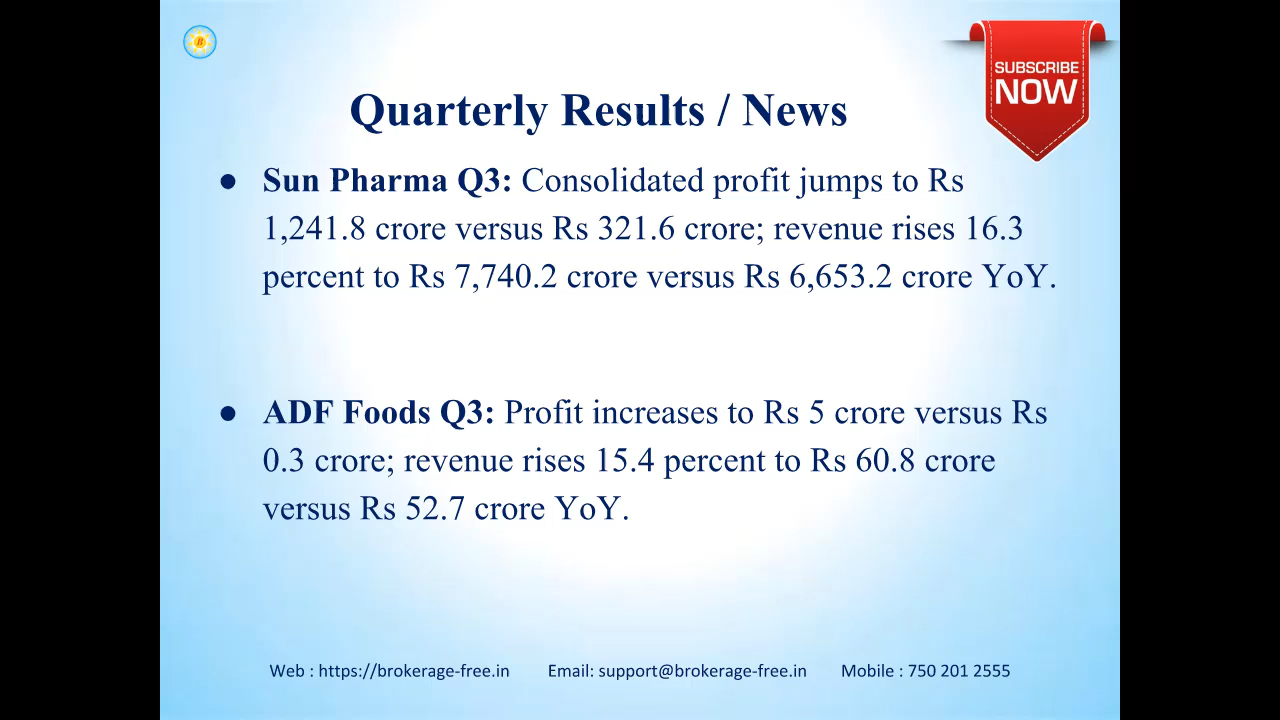 SUBSCRIBE
NOW
Quarterly Results / News
● Sun Pharma Q3: Consolidated profit jumps to Rs
1,241.8 crore versus Rs 321.6 crore; revenue rises 16.3
percent to Rs 7,740.2 crore versus Rs 6,653.2 crore YoY.
● ADF Foods Q3: Profit increases to Rs 5 crore versus Rs
0.3 crore; revenue rises 15.4 percent to Rs 60.8 crore
versus Rs 52.7 crore YoY.
Web : https://brokerage-free.in Email: support@brokerage-free.in Mobile : 750 201 2555